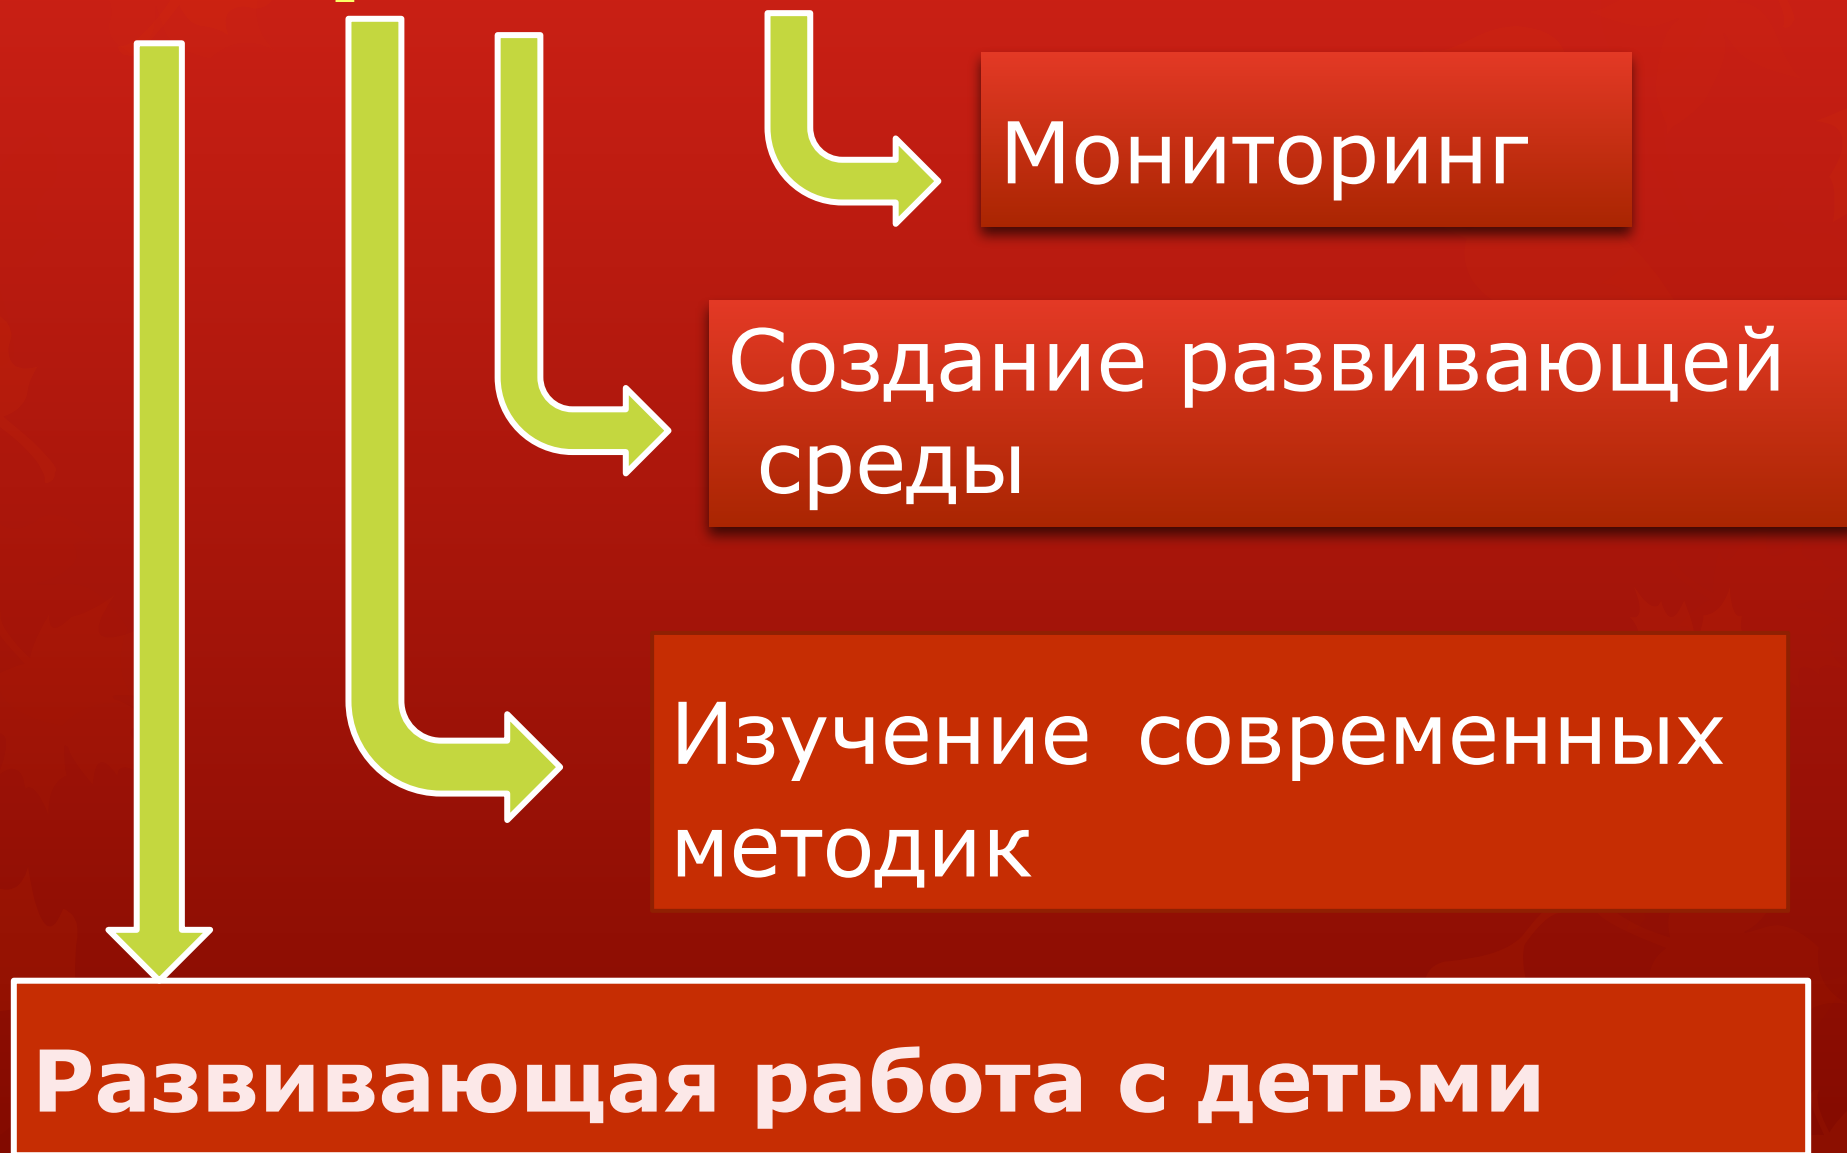 Мониторинг
Создание развивающей
среды
Изучение современных
методик
Развивающая работа с детьми